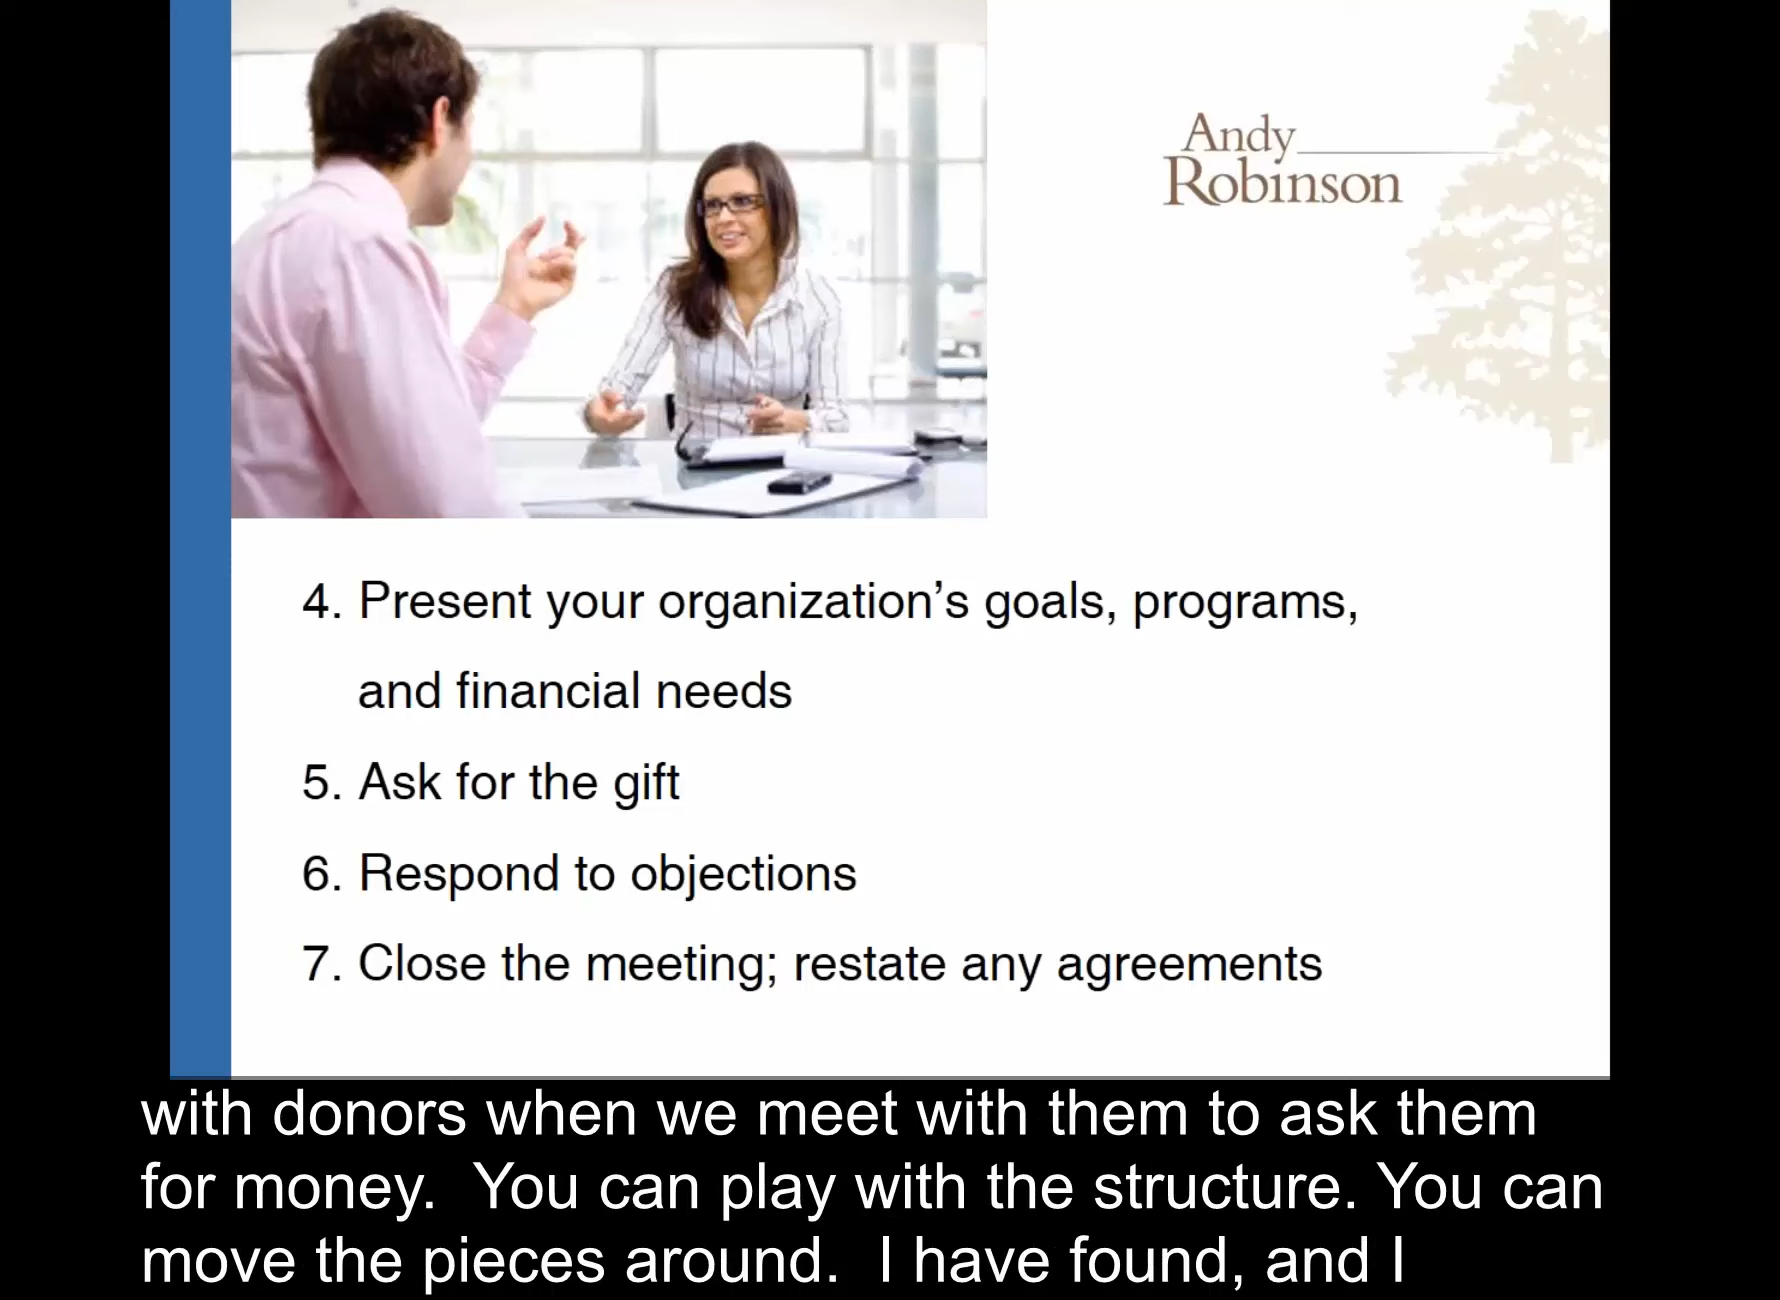 Andy
Robinson
4. Present your organization’s goals, programs,
and financial needs
5. Ask for the gift
6. Respond to objections
7. Close the meeting; restate any agreements
with donors when we meet with them to ask them
for money.  You can play with the structure. You can
move the pieces around.  I have found, and I